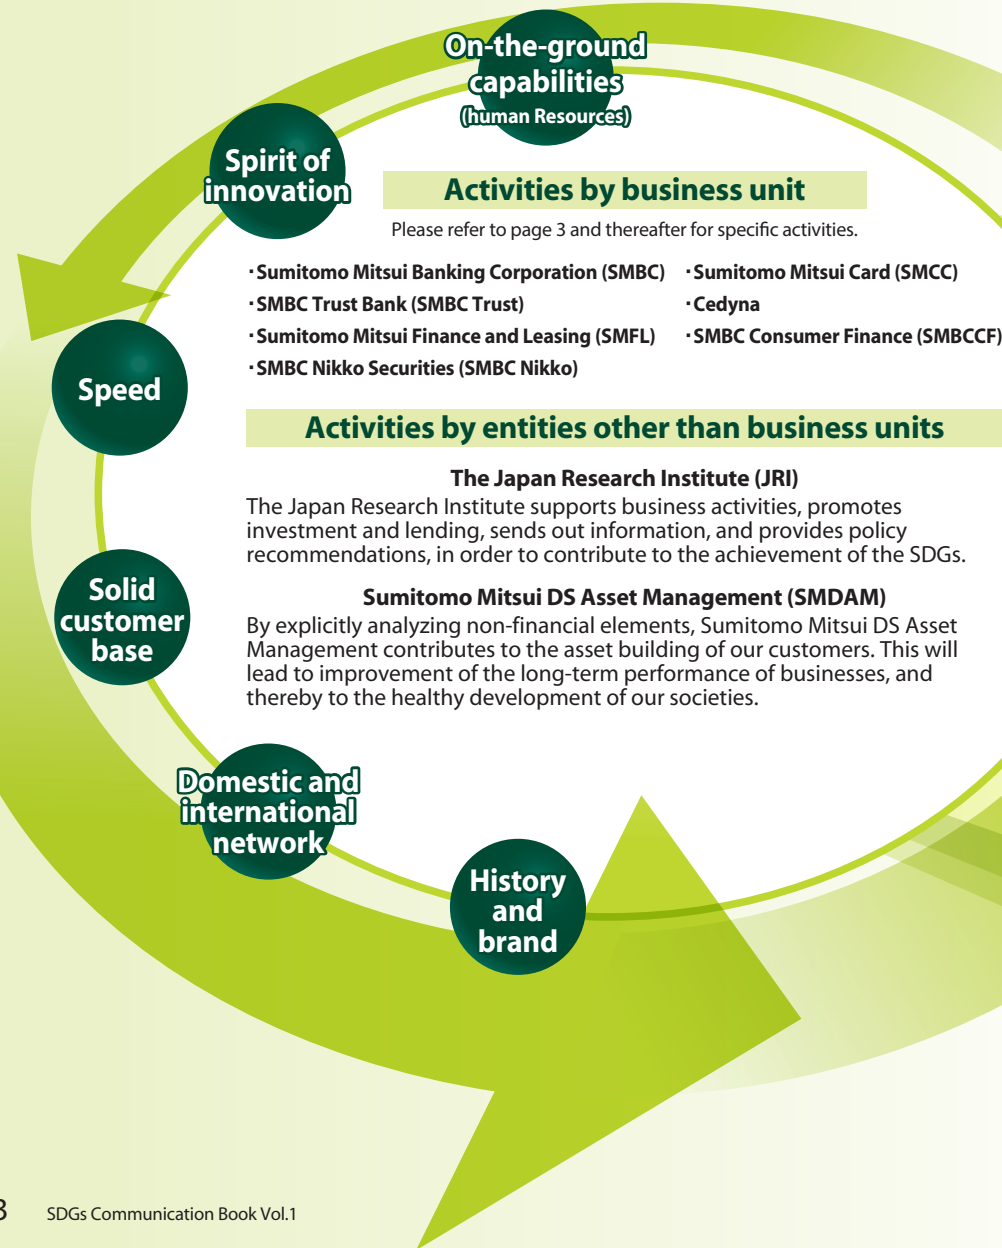 On-the-ground
capabilities
(human Resources)
Spirit of
innovation
Activities by business unit
Please refer to page 3 and thereafter for specific activities.
・Sumitomo Mitsui Banking Corporation (SMBC)
・Sumitomo Mitsui Card (SMCC)
・SMBC Trust Bank (SMBC Trust)
・Cedyna
・Sumitomo Mitsui Finance and Leasing (SMFL)
・SMBC Consumer Finance (SMBCCF)
・SMBC Nikko Securities (SMBC Nikko)
Speed
Activities by entities other than business units
The Japan Research Institute (JRI)
The Japan Research Institute supports business activities, promotes
investment and lending, sends out information, and provides policy
recommendations, in order to contribute to the achievement of the SDGs.
Solid
customer
base
Sumitomo Mitsui DS Asset Management (SMDAM)
By explicitly analyzing non-financial elements, Sumitomo Mitsui DS Asset
Management contributes to the asset building of our customers. This will
lead to improvement of the long-term performance of businesses, and
thereby to the healthy development of our societies.
Domestic and
international
network
History
and
brand
SDGs Communication Book Vol.1